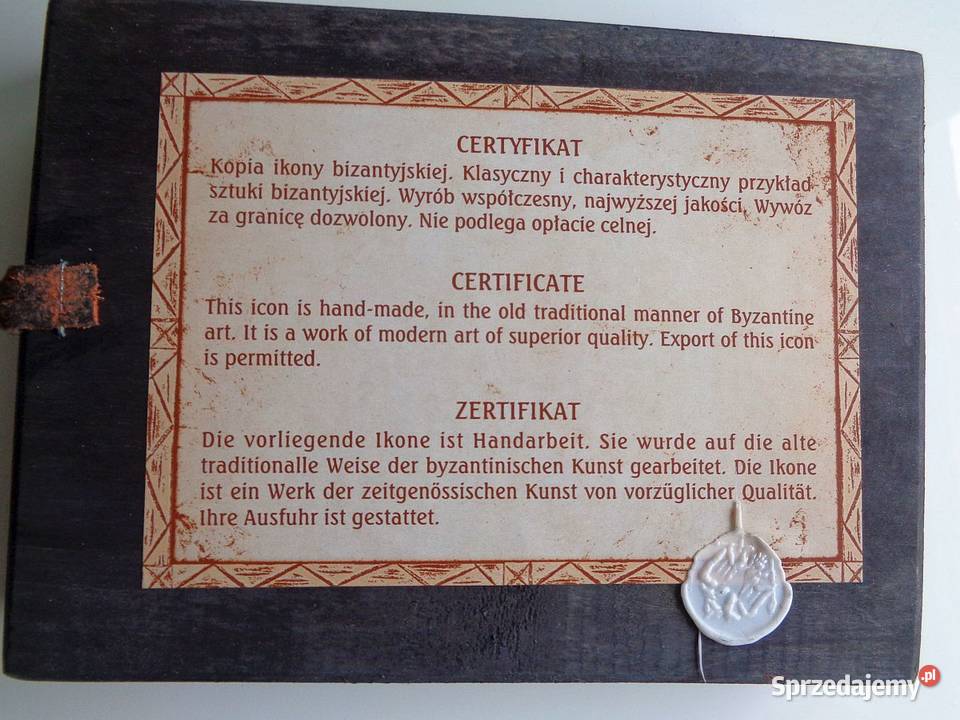 CERTYFIKAT
Kopia ikony bizantyjskiej. Klasyczny i charakterystyczny przykład
sztuki bizantyjskiej. Wyrób współczesny, najwyższej jakości. Wywóz
za granicę dozwolony. Nie podlega opłacie celnej.
CERTIFICATE
This icon is hand-made, in the old traditional manner of Byzantine
art. It is a work of modern art of superior quality. Export of this icon
is permitted.
ZERTIFIKAT
Die vorliegende Ikone ist Handarbeit. Sie wurde auf die alte
traditionalle Weise der byzantinischen Kunst gearbeitet. Die Ikone
ist ein Werk der zeitgenössischen Kunst von vorzüglicher Qualität.
Ihre Ausfuhr ist gestattet.
Sprzedajemy.pl